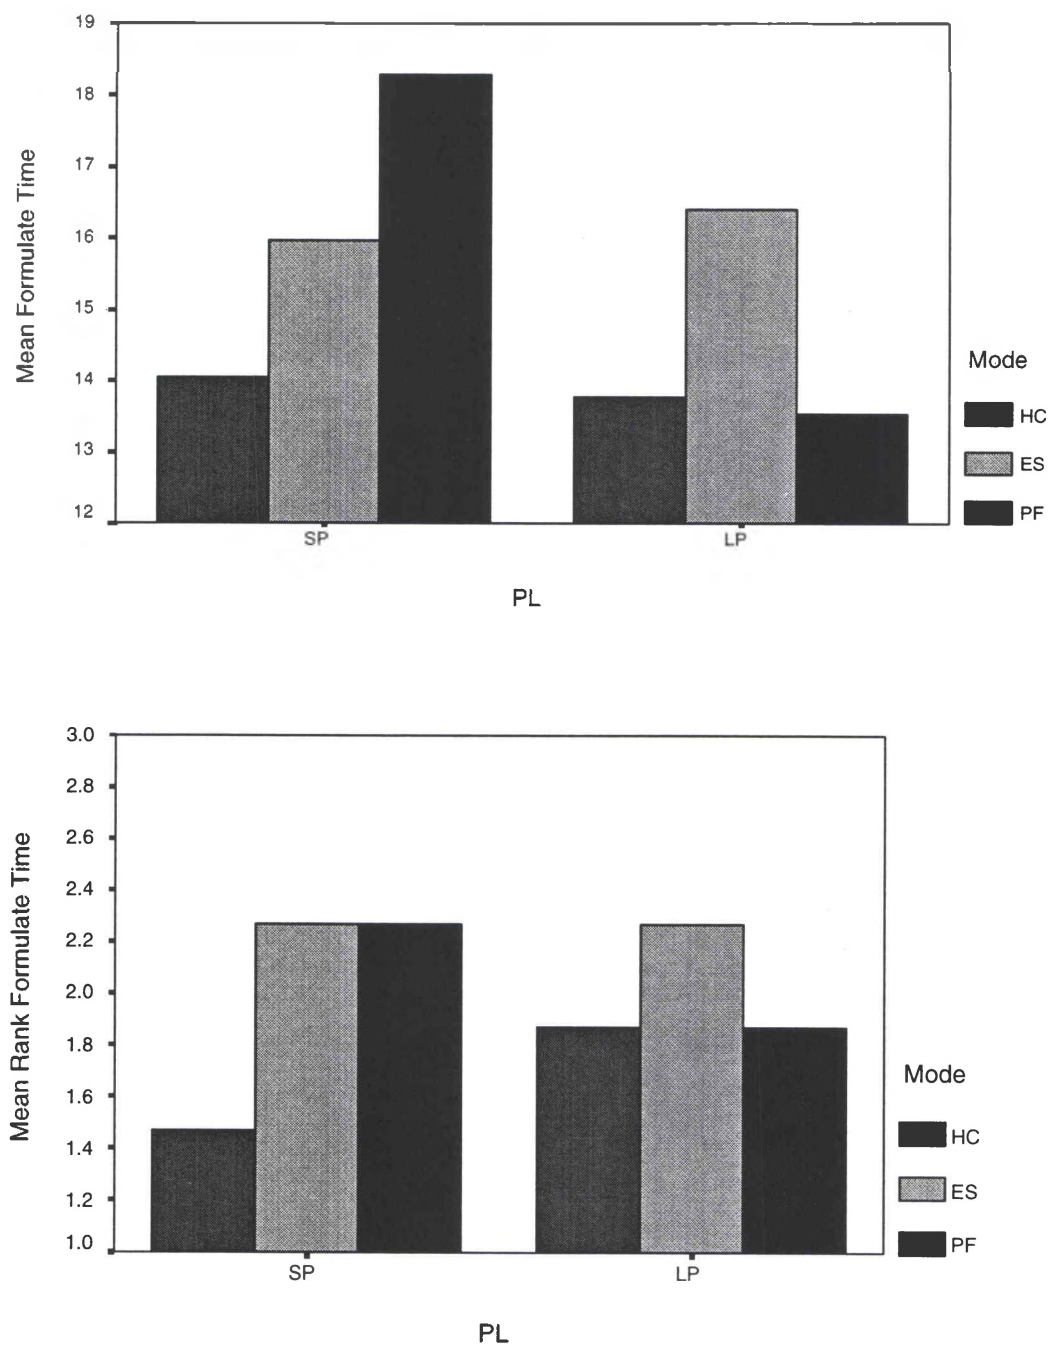 19
18
17
16
15
14
13
12
Mean Formulate Time
SP
LP
PL
Mode
HC
ES
PF
3.0
2.8
2.6
2.4
2.2
2.0
1.8
1.6
1.4
1.2
1.0
Mean Rank Formulate Time
SP
LP
PL
Mode
HC
ES
PF